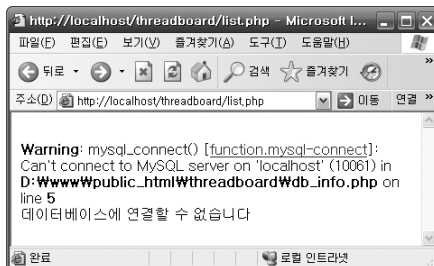 http://localhost/threadboard/list.php - Microsoft I...
파일(F) 편집(E) 보기(V) 즐겨찾기(A) 도구(T) 도움말(H)
뒤로 검색 즐겨찾기 »
주소(D) http://localhost/threadboard/list.php 이동 연결 »
Warning: mysql_connect() [function.mysql-connect]:
Can't connect to MySQL server on 'localhost' (10061) in
D:₩www₩public_html₩threadboard₩db_info.php on
line 5
데이터베이스에 연결할 수 없습니다
완료 로컬 인트라넷